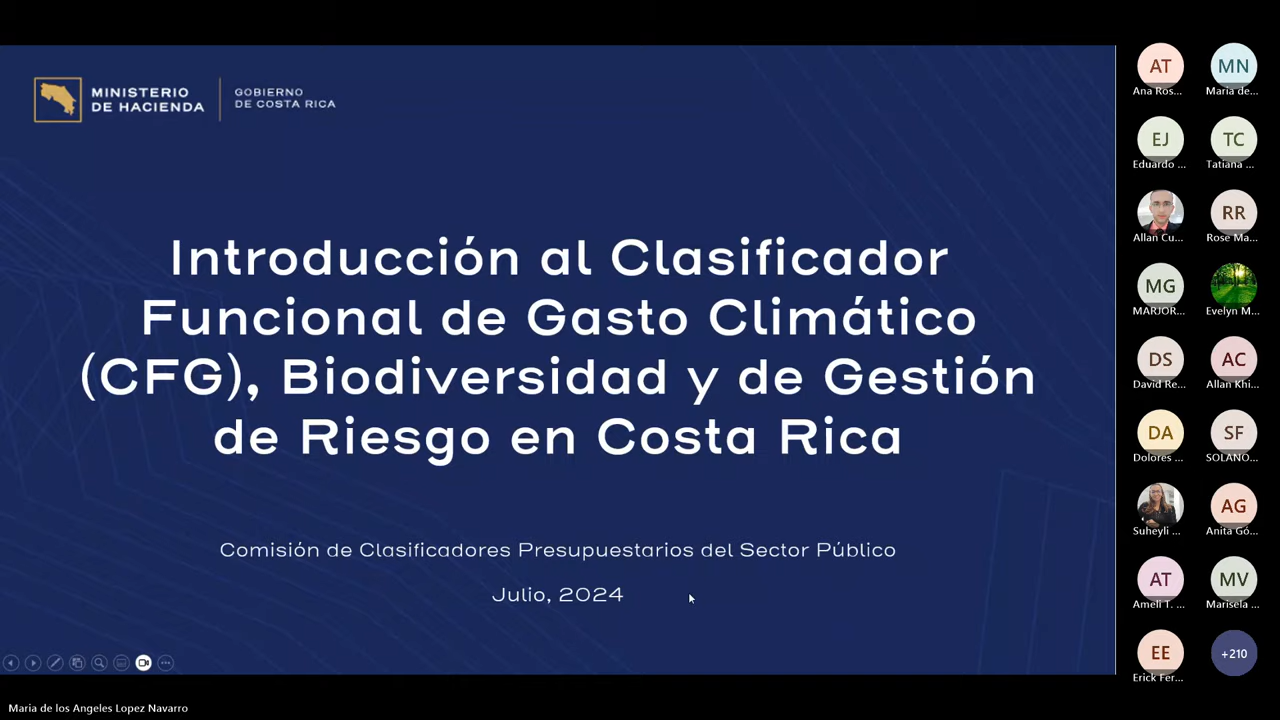 MINISTERIO
DE HACIENDA
GOBIERNO
DE COSTA RICA
Introducción al Clasificador
Funcional de Gasto Climático
(CFG), Biodiversidad y de Gestión
de Riesgo en Costa Rica
Comisión de Clasificadores Presupuestarios del Sector Público
Julio, 2024
AT
Ana Ros...
MN
Maria de...
EJ
Eduardo ...
TC
Tatiana ...
Allan Cu...
RR
Rose Ma...
MG
MARJOR...
Evelyn M...
DS
David Re...
AC
Allan Khi...
DA
Dolores ...
SF
SOLANO...
Suheyli ...
AG
Anita Gó...
AT
Ameli T. ...
MV
Marisela ...
EE
Erick Fer...
+210
Maria de los Angeles Lopez Navarro